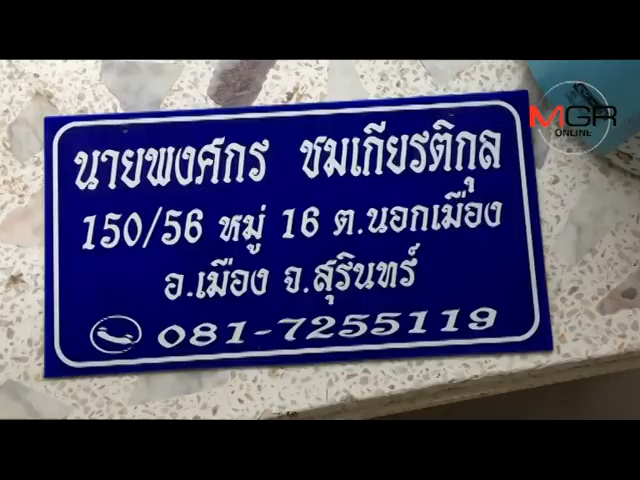 นายพงศกร ชมเกียรติกุล
150/56 หมู่ 16 ต.นอกเมือง
อ.เมือง จ.สุรินทร์
081-7255119
MGR
ONLINE